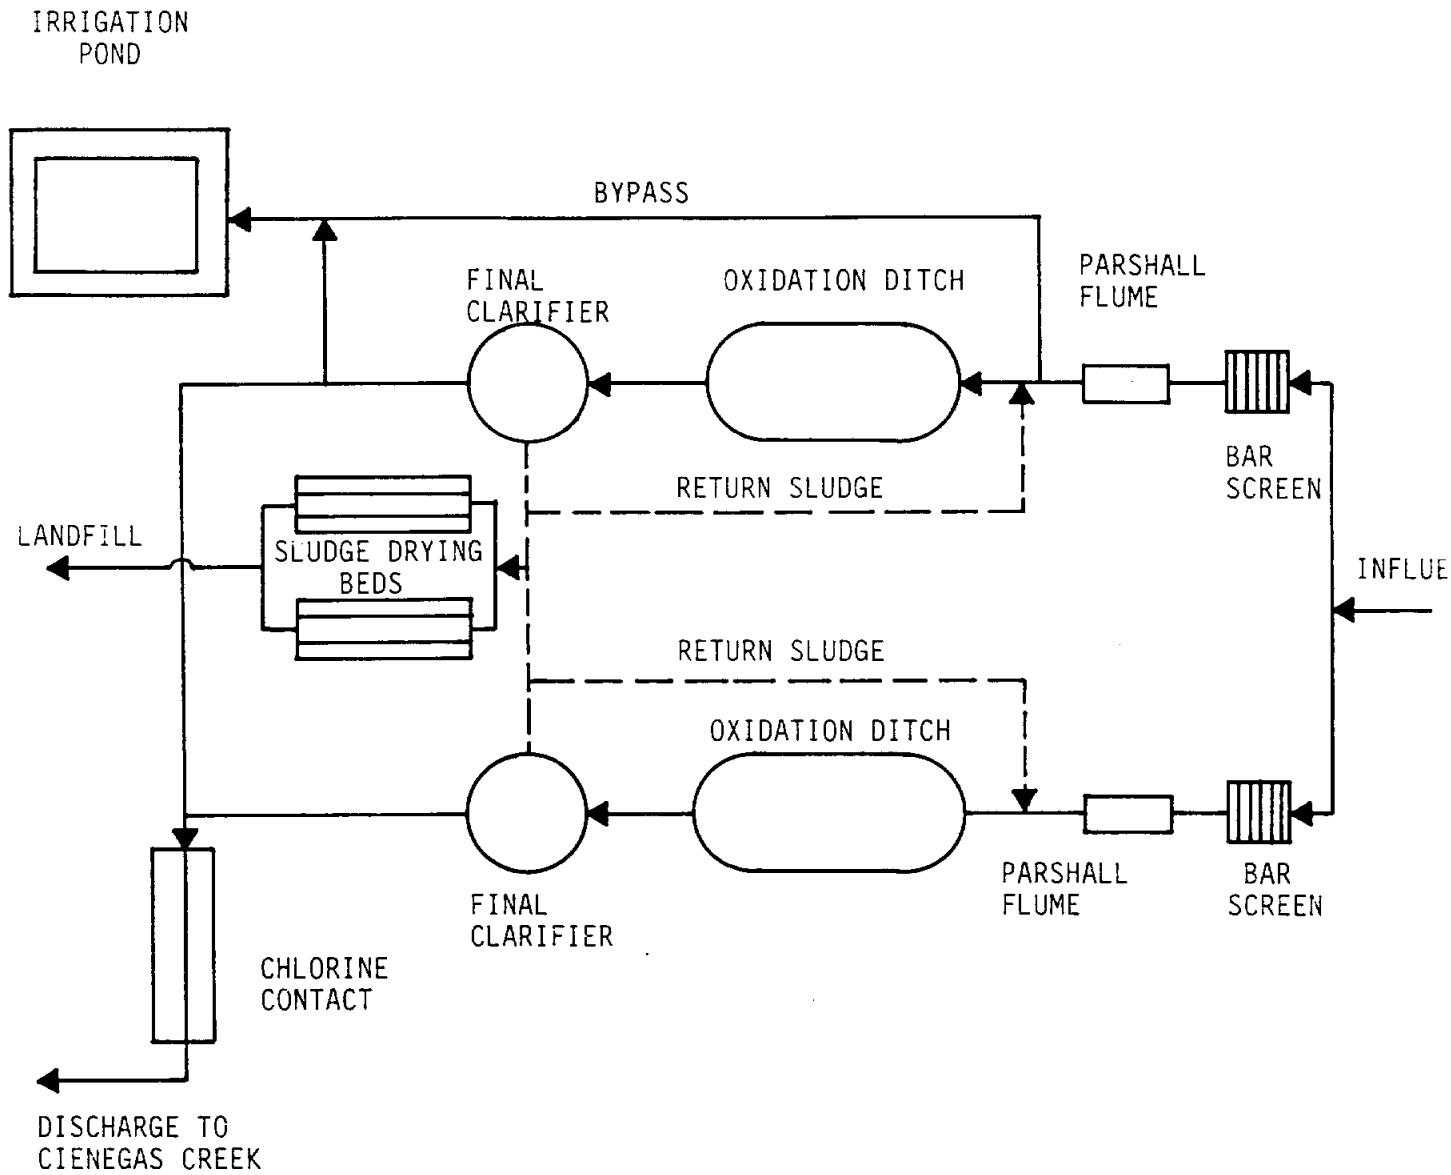 IRRIGATION
POND
BYPASS
FINAL
CLARIFIER
OXIDATION DITCH
PARSHALL
FLUME
BAR
SCREEN
RETURN SLUDGE
LANDFILL
SLUDGE DRYING
BEDS
INFLUE
RETURN SLUDGE
OXIDATION DITCH
PARSHALL
FLUME
BAR
SCREEN
FINAL
CLARIFIER
CHLORINE
CONTACT
DISCHARGE TO
CIENEGAS CREEK